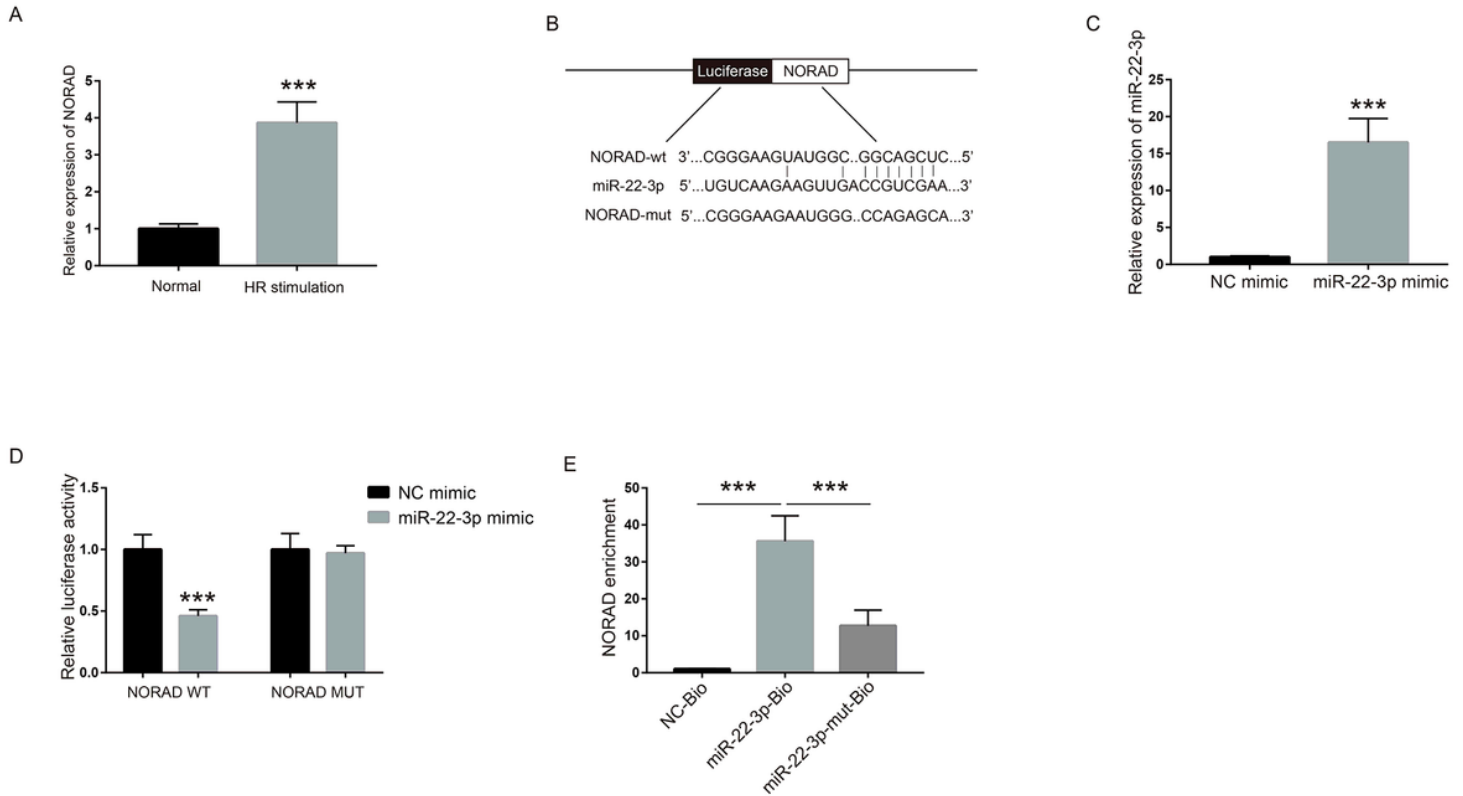 A
Relative expression of NORAD
5
4
3
2
1
0
***
Normal
HR stimulation
B
Luciferase NORAD
NORAD-wt 3'...CGGGAAGUAUGGC..GGCAGCUC...5'
miR-22-3p 5'...UGUCAAGAAGUUGACCGUCGAA...3'
NORAD-mut 5'...CGGGAAGAAUGGG..CCAGAGCA...3'
C
Relative expression of miR-22-3p
25
20
15
10
5
0
***
NC mimic
miR-22-3p mimic
D
Relative luciferase activity
1.5
1.0
0.5
0.0
***
NC mimic
miR-22-3p mimic
NORAD WT
NORAD MUT
E
NORAD enrichment
50
40
30
20
10
0
***
***
NC-Bio
miR-22-3p-Bio
miR-22-3p-mut-Bio